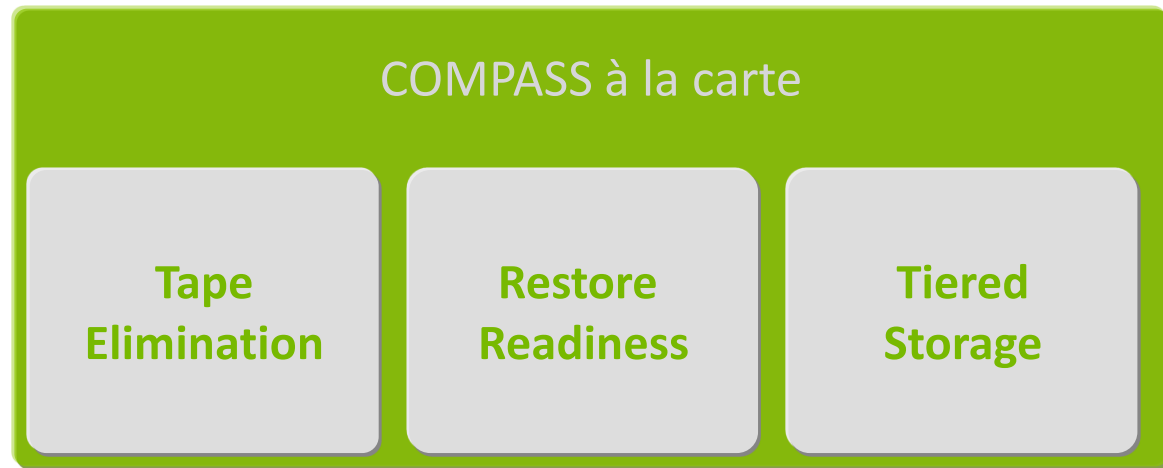 COMPASS à la carte
Tape
Elimination
Restore
Readiness
Tiered
Storage